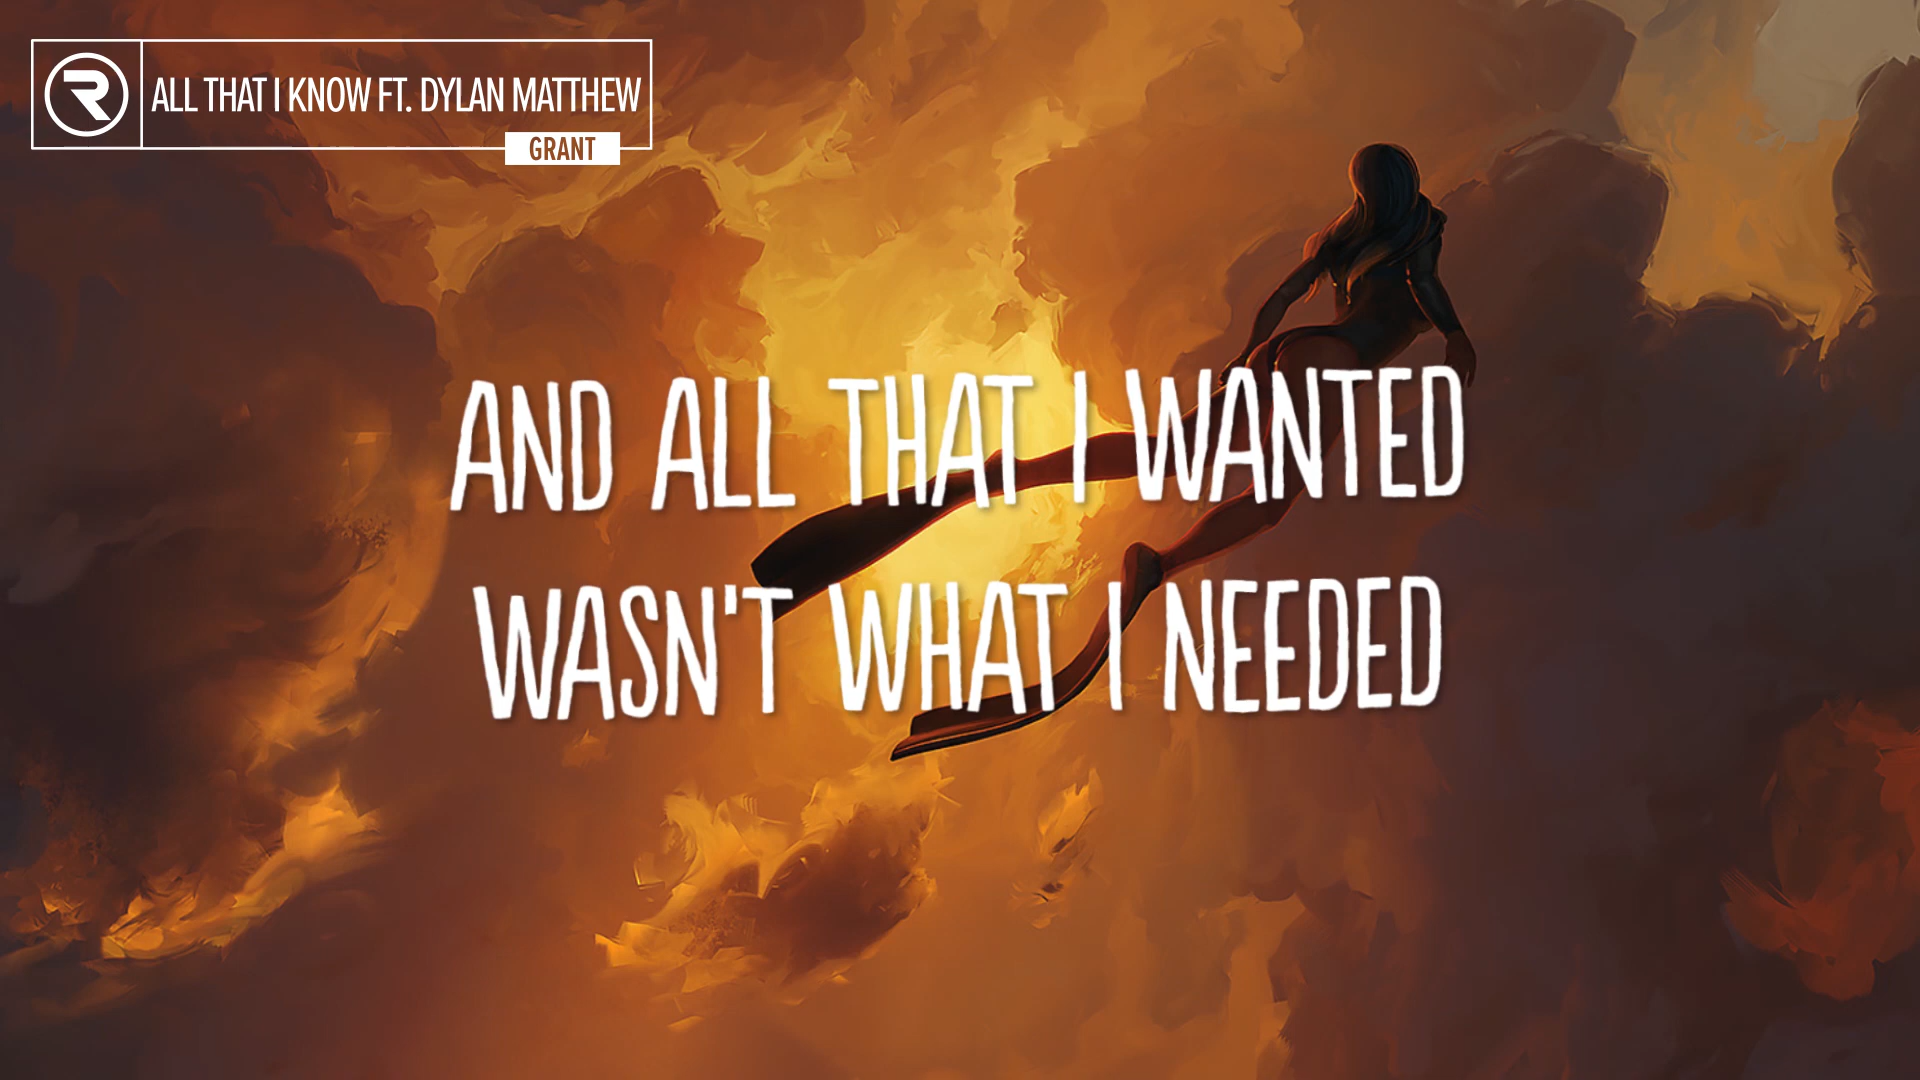 ALL THAT I KNOW FT. DYLAN MATTHEW
GRANT
AND ALL THAT I WANTED
WASN'T WHAT I NEEDED